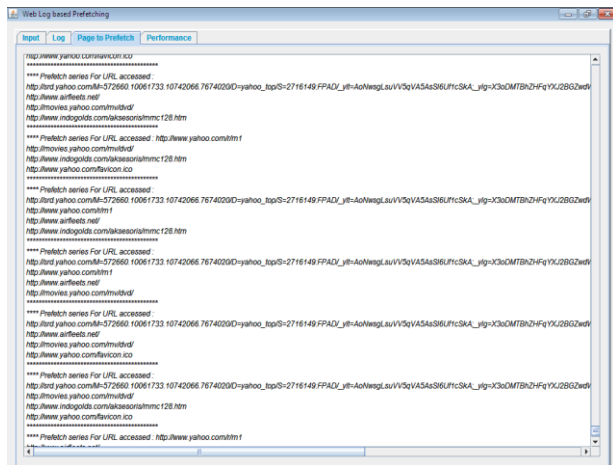 Web Log based Prefetching
Input Log Page to Prefetch Performance
http://www.yahoo.com/favicon.ico
********************************************
**** Prefetch series For URL accessed :
http://srd.yahoo.com/M=572660.10061733.10742066.7674020/D=yahoo_top/S=2716149:FPAD/_ylt=AoNwsgLsuVV5qVA5AsSI6Uf1cSkA;_ylg=X3oDMTBhZHFqYXJ2BGZwdW
http://www.airfleets.net/
http://movies.yahoo.com/mv/dvd/
http://www.indogolds.com/aksesoris/mmc128.htm
********************************************
**** Prefetch series For URL accessed : http://www.yahoo.com/r/m1
http://movies.yahoo.com/mv/dvd/
http://www.indogolds.com/aksesoris/mmc128.htm
http://www.yahoo.com/favicon.ico
********************************************
**** Prefetch series For URL accessed :
http://srd.yahoo.com/M=572660.10061733.10742066.7674020/D=yahoo_top/S=2716149:FPAD/_ylt=AoNwsgLsuVV5qVA5AsSI6Uf1cSkA;_ylg=X3oDMTBhZHFqYXJ2BGZwdW
http://www.yahoo.com/r/m1
http://www.airfleets.net/
http://www.indogolds.com/aksesoris/mmc128.htm
********************************************
**** Prefetch series For URL accessed :
http://srd.yahoo.com/M=572660.10061733.10742066.7674020/D=yahoo_top/S=2716149:FPAD/_ylt=AoNwsgLsuVV5qVA5AsSI6Uf1cSkA;_ylg=X3oDMTBhZHFqYXJ2BGZwdW
http://www.yahoo.com/r/m1
http://www.airfleets.net/
http://movies.yahoo.com/mv/dvd/
********************************************
**** Prefetch series For URL accessed :
http://srd.yahoo.com/M=572660.10061733.10742066.7674020/D=yahoo_top/S=2716149:FPAD/_ylt=AoNwsgLsuVV5qVA5AsSI6Uf1cSkA;_ylg=X3oDMTBhZHFqYXJ2BGZwdW
http://www.airfleets.net/
http://movies.yahoo.com/mv/dvd/
http://www.yahoo.com/favicon.ico
********************************************
**** Prefetch series For URL accessed :
http://srd.yahoo.com/M=572660.10061733.10742066.7674020/D=yahoo_top/S=2716149:FPAD/_ylt=AoNwsgLsuVV5qVA5AsSI6Uf1cSkA;_ylg=X3oDMTBhZHFqYXJ2BGZwdW
http://movies.yahoo.com/mv/dvd/
http://www.indogolds.com/aksesoris/mmc128.htm
http://www.yahoo.com/favicon.ico
********************************************
**** Prefetch series For URL accessed : http://www.yahoo.com/r/m1